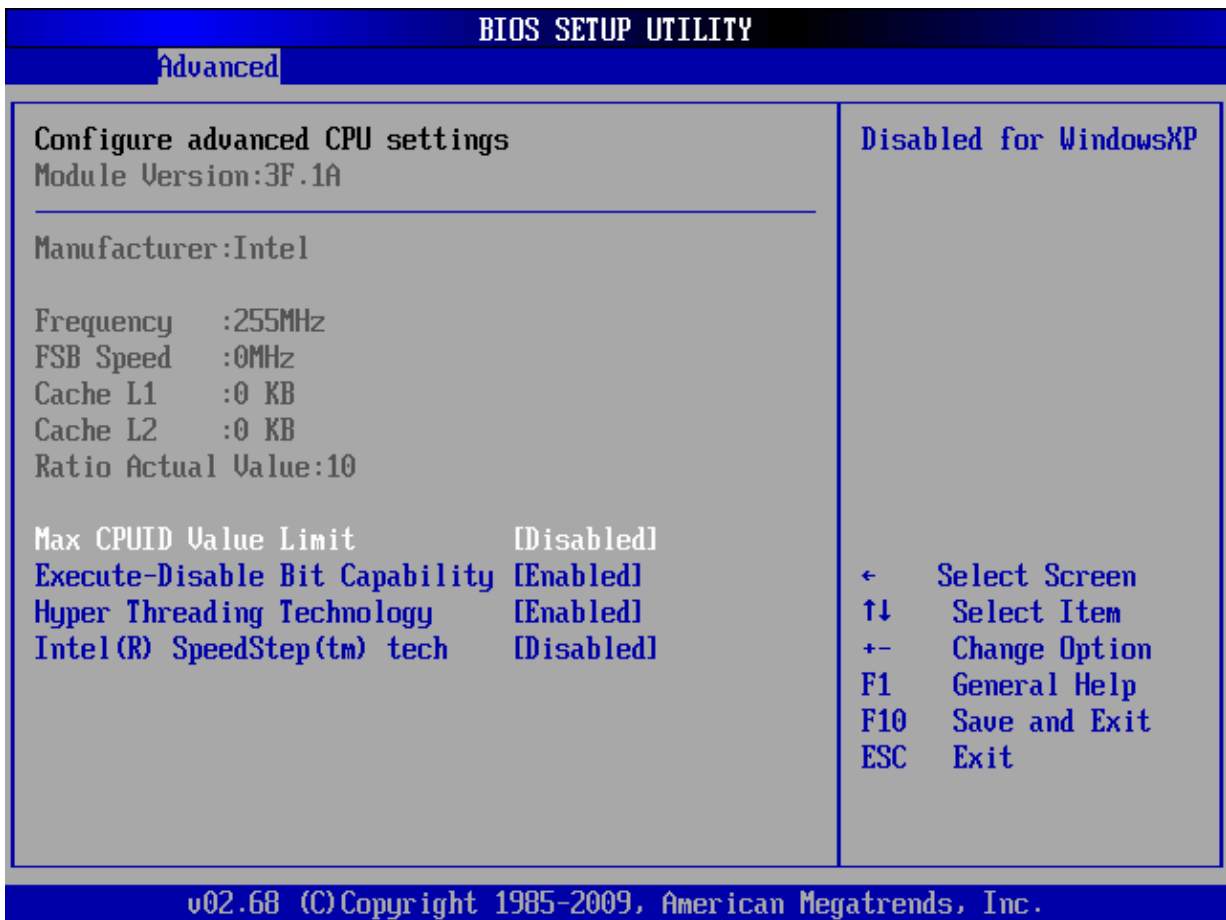 BIOS SETUP UTILITY
Advanced
Configure advanced CPU settings
Module Version:3F.1A
Manufacturer:Intel
Frequency :255MHz
FSB Speed :0MHz
Cache L1 :0 KB
Cache L2 :0 KB
Ratio Actual Value:10
Max CPUID Value Limit [Disabled]
Execute-Disable Bit Capability [Enabled]
Hyper Threading Technology [Enabled]
Intel(R) SpeedStep(tm) tech [Disabled]
Disabled for WindowsXP
← Select Screen
↑↓ Select Item
+- Change Option
F1 General Help
F10 Save and Exit
ESC Exit
v02.68 (C)Copyright 1985-2009, American Megatrends, Inc.